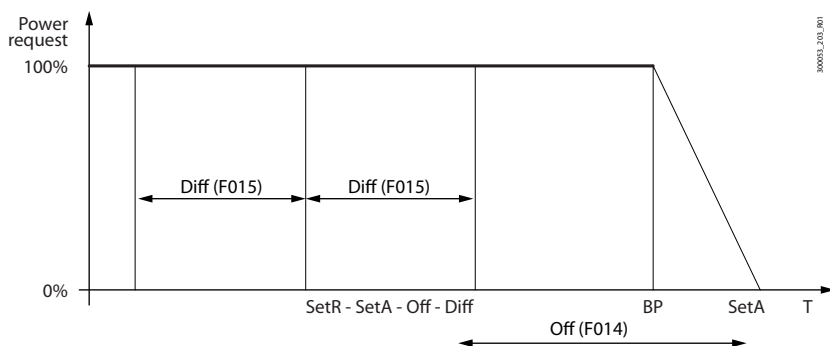 Power
request
300053_203_R01
100%
Diff (F015)
Diff (F015)
0%
SetR - SetA - Off - Diff
BP
SetA
T
Off (F014)